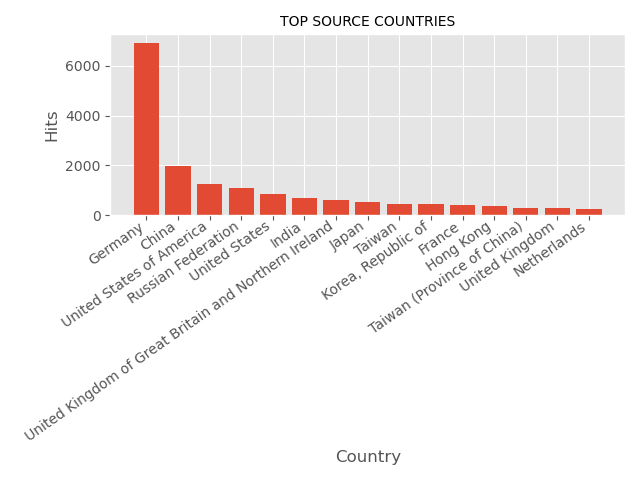 TOP SOURCE COUNTRIES
Hits
6000
4000
2000
0
Germany
China
United States of America
Russian Federation
United States
India
United Kingdom of Great Britain and Northern Ireland
Japan
Taiwan
Korea, Republic of
France
Hong Kong
Taiwan (Province of China)
United Kingdom
Netherlands
Country